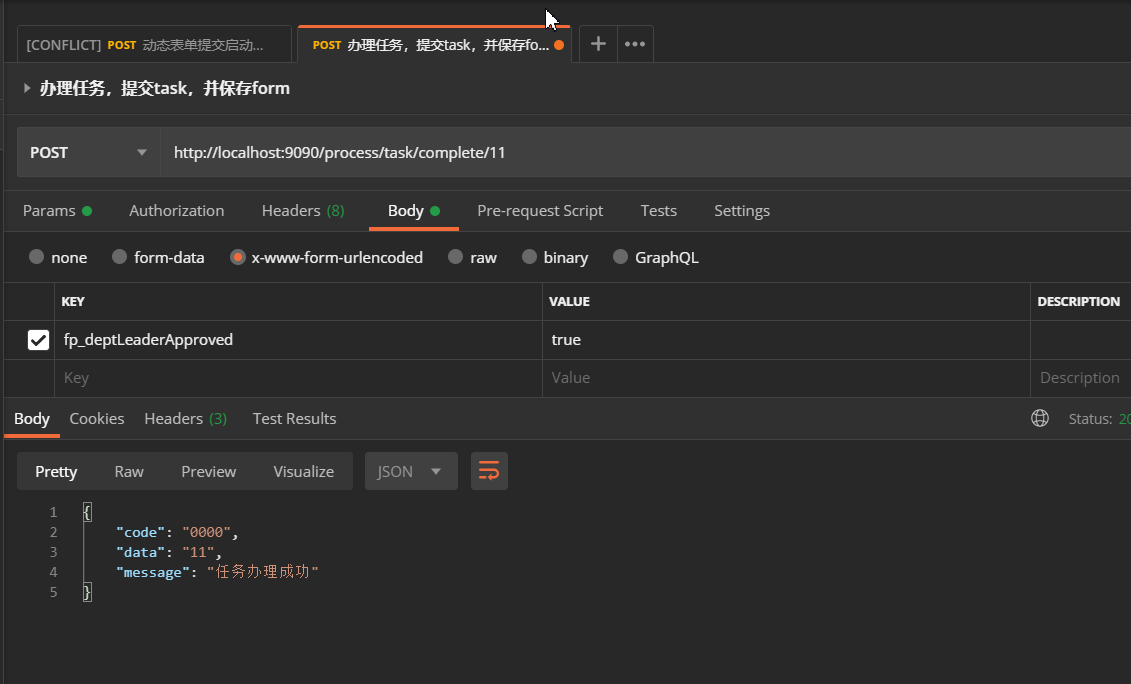 [CONFLICT] POST 动态表单提交启动... POST 办理任务，提交task，并保存fo...
办理任务，提交task，并保存form
POST http://localhost:9090/process/task/complete/11
Params Authorization Headers (8) Body Pre-request Script Tests Settings
none form-data x-www-form-urlencoded raw binary GraphQL
KEY VALUE DESCRIPTION
fp_deptLeaderApproved true
Key Value Description
Body Cookies Headers (3) Test Results Status: 20
Pretty Raw Preview Visualize JSON
1 {
2 "code": "0000",
3 "data": "11",
4 "message": "任务办理成功"
5 }